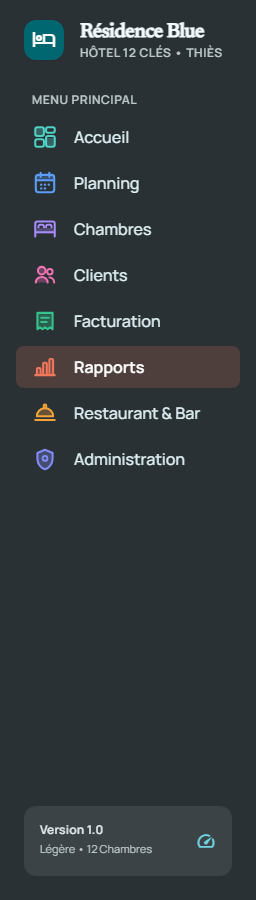 Résidence Blue
HÔTEL 12 CLÉS • THIÈS
MENU PRINCIPAL
Accueil
Planning
Chambres
Clients
Facturation
Rapports
Restaurant & Bar
Administration
Version 1.0
Légère • 12 Chambres